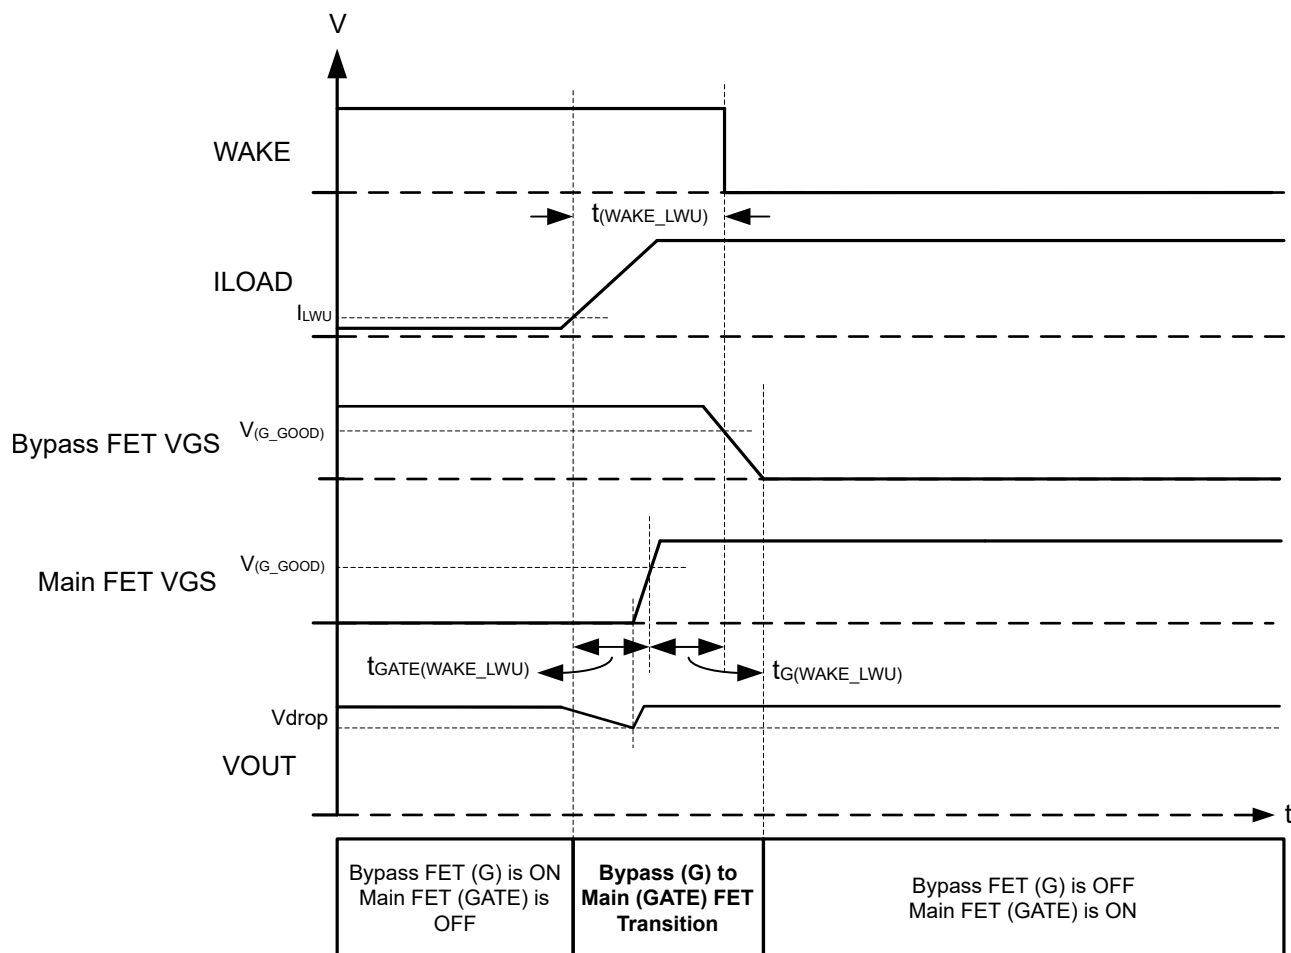 V
WAKE
t(WAKE_LWU)
ILOAD
ILWU
V(G_GOOD)
Bypass FET VGS
V(G_GOOD)
Main FET VGS
tGATE(WAKE_LWU)
tG(WAKE_LWU)
Vdrop
VOUT
t
Bypass FET (G) is ON
Main FET (GATE) is
OFF
Bypass (G) to
Main (GATE) FET
Transition
Bypass FET (G) is OFF
Main FET (GATE) is ON